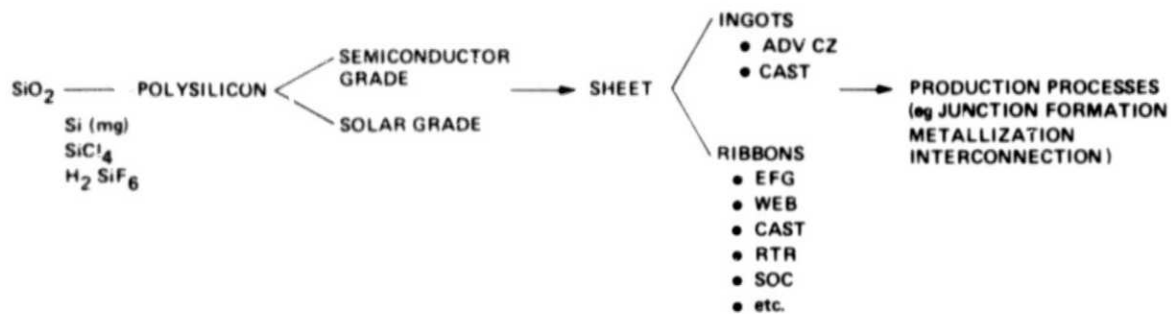 SiO2
Si (mg)
SiCl4
H2 SiF6
POLYSILICON
SEMICONDUCTOR
GRADE
SOLAR GRADE
SHEET
INGOTS
• ADV CZ
• CAST
RIBBONS
• EFG
• WEB
• CAST
• RTR
• SOC
• etc.
PRODUCTION PROCESSES
(eg JUNCTION FORMATION
METALLIZATION
INTERCONNECTION)